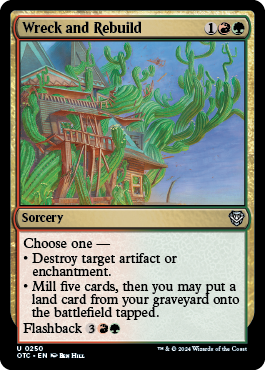 Wreck and Rebuild 1
Sorcery
Choose one —
• Destroy target artifact or
enchantment.
• Mill five cards, then you may put a
land card from your graveyard onto
the battlefield tapped.
Flashback 3
U 0250
OTC • EN Ben Hill
™ & © 2024 Wizards of the Coast